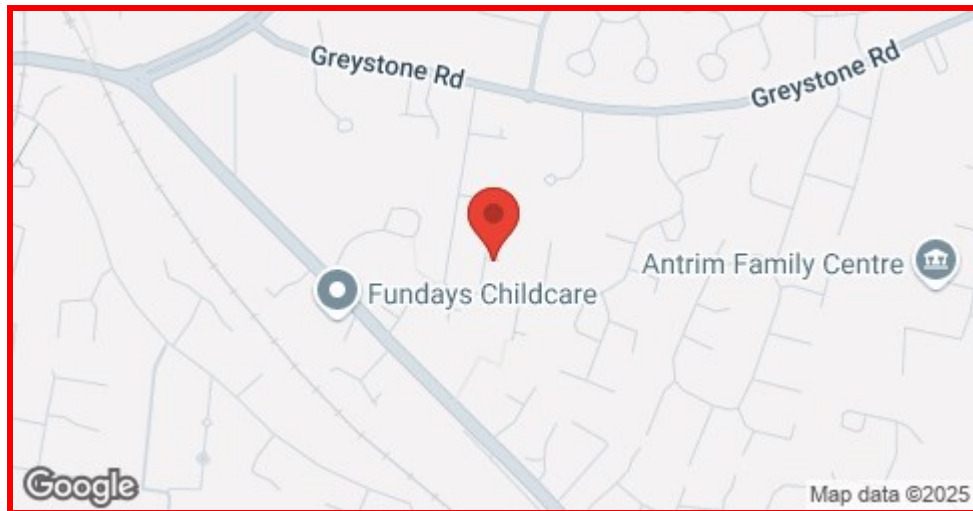 Greystone Rd
Greystone Rd
Antrim Family Centre
Fundays Childcare
Google
Map data ©2025